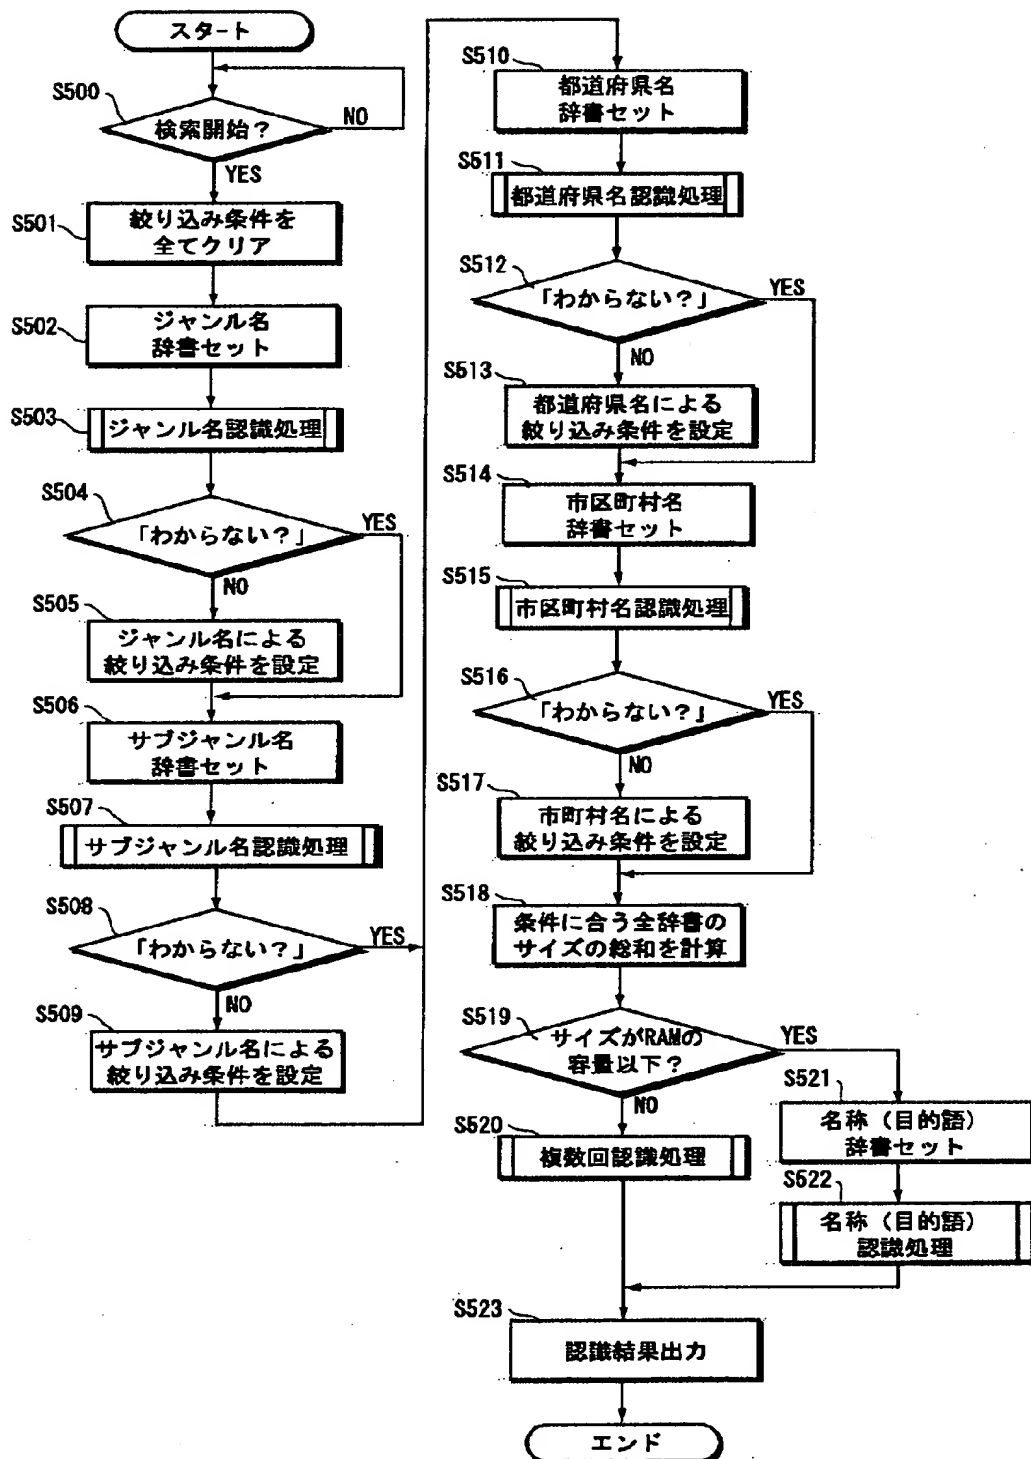 スタート
S500
検索開始?
NO
YES
S501
絞り込み条件を
全てクリア
S502
ジャンル名
辞書セット
S503
ジャンル名認識処理
S504
「わからない?」
YES
NO
S505
ジャンル名による
絞り込み条件を設定
S506
サブジャンル名
辞書セット
S507
サブジャンル名認識処理
S508
「わからない?」
YES
NO
S509
サブジャンル名による
絞り込み条件を設定
S510
都道府県名
辞書セット
S511
都道府県名認識処理
S512
「わからない?」
YES
NO
S513
都道府県名による
絞り込み条件を設定
S514
市区町村名
辞書セット
S515
市区町村名認識処理
S516
「わからない?」
YES
NO
S517
市町村名による
絞り込み条件を設定
S518
条件に合う全辞書の
サイズの総和を計算
S519
サイズがRAMの
容量以下?
YES
NO
S520
複数回認識処理
S521
名称(目的語)
辞書セット
S522
名称(目的語)
認識処理
S523
認識結果出力
エンド